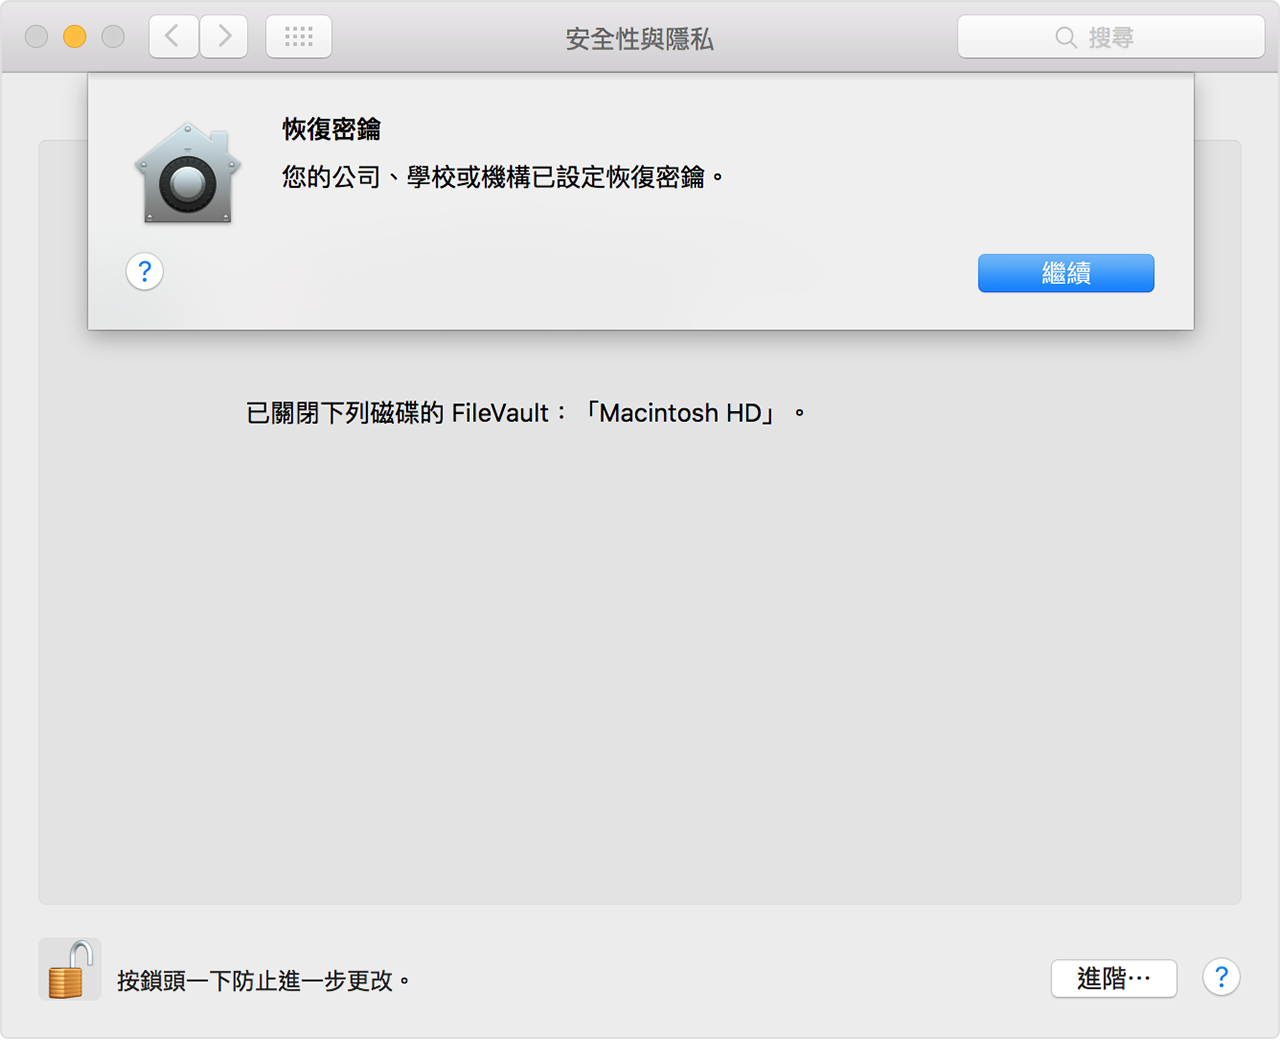 安全性與隱私
搜尋
恢復密鑰
您的公司、學校或機構已設定恢復密鑰。
?
繼續
已關閉下列磁碟的 FileVault：「Macintosh HD」。
按鎖頭一下防止進一步更改。
進階⋯
?